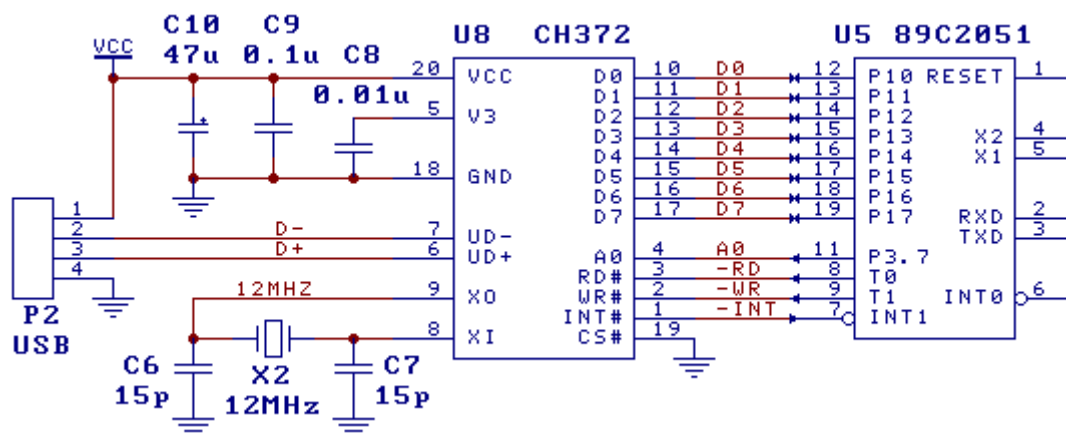 VCC
C10
47u
C9
0.1u
C8
0.01u
U8 CH372
U5 89C2051
20 VCC D0 10 D0 12 P10 RESET 1
D1 11 D1 13 P11
5 V3 D2 12 D2 14 P12
D3 13 D3 15 P13 X2 4
D4 14 D4 16 P14 X1 5
18 GND D5 15 D5 17 P15
D6 16 D6 18 P16
1 D7 17 D7 19 P17 RXD 2
2 D- 7 UD- TXD 3
3 D+ 6 UD+ A0 4 A0 11 P3.7
4 RD# 3 -RD 8 T0
12MHZ 9 XO WR# 2 -WR 9 T1 INT0 6
INT# 1 -INT 7 INT1
8 XI CS# 19
P2
USB
C6
15p
X2
12MHz
C7
15p